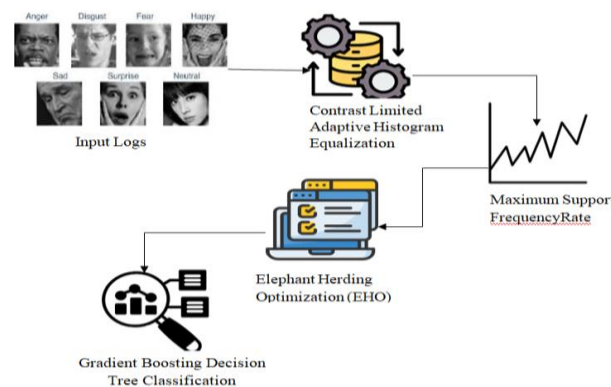 Anger Disgust Fear Happy
Sad Surprise Neutral
Input Logs
Contrast Limited
Adaptive Histogram
Equalization
Maximum Suppor
FrequencyRate
Elephant Herding
Optimization (EHO)
Gradient Boosting Decision
Tree Classification